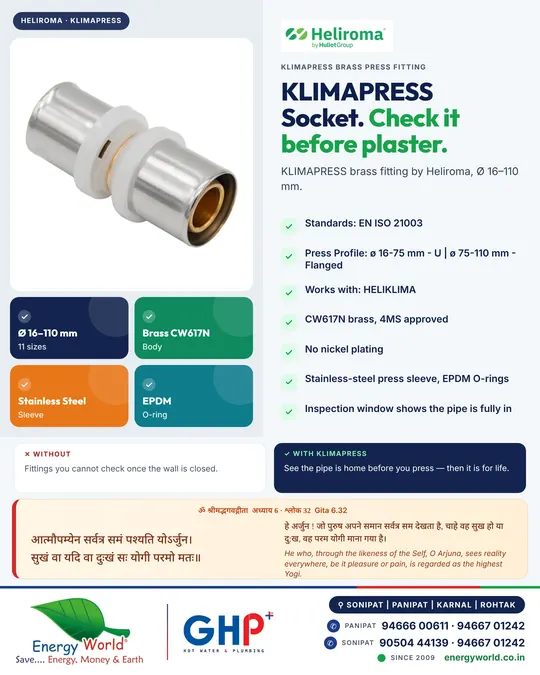 HELIROMA · KLIMAPRESS
Heliroma
by HuliotGroup
KLIMAPRESS BRASS PRESS FITTING
KLIMAPRESS
Socket. Check it
before plaster.
KLIMAPRESS brass fitting by Heliroma, Ø 16–110
mm.
Standards: EN ISO 21003
Press Profile: ø 16-75 mm - U | ø 75-110 mm -
Flanged
Works with: HELIKLIMA
CW617N brass, 4MS approved
No nickel plating
Stainless-steel press sleeve, EPDM O-rings
Inspection window shows the pipe is fully in
Ø 16–110 mm
11 sizes
Brass CW617N
Body
Stainless Steel
Sleeve
EPDM
O-ring
✕ WITHOUT
Fittings you cannot check once the wall is closed.
✓ WITH KLIMAPRESS
See the pipe is home before you press — then it is for life.
ॐ श्रीमद्भगवद्गीता अध्याय 6 · श्लोक 32 Gita 6.32
आत्मौपम्येन सर्वत्र समं पश्यति योऽर्जुन।
सुखं वा यदि वा दुःखं सः योगी परमो मतः॥
हे अर्जुन ! जो पुरुष अपने समान सर्वत्र सम देखता है, चाहे वह सुख हो या
दुःख, वह परम योगी माना गया है।
He who, through the likeness of the Self, O Arjuna, sees reality
everywhere, be it pleasure or pain, is regarded as the highest
Yogi.
Energy World
Save.... Energy, Money & Earth
GHP+
HOT WATER & PLUMBING
SONIPAT | PANIPAT | KARNAL | ROHTAK
PANIPAT 94666 00611 · 94667 01242
SONIPAT 90504 44139 · 94667 01242
SINCE 2009 energyworld.co.in